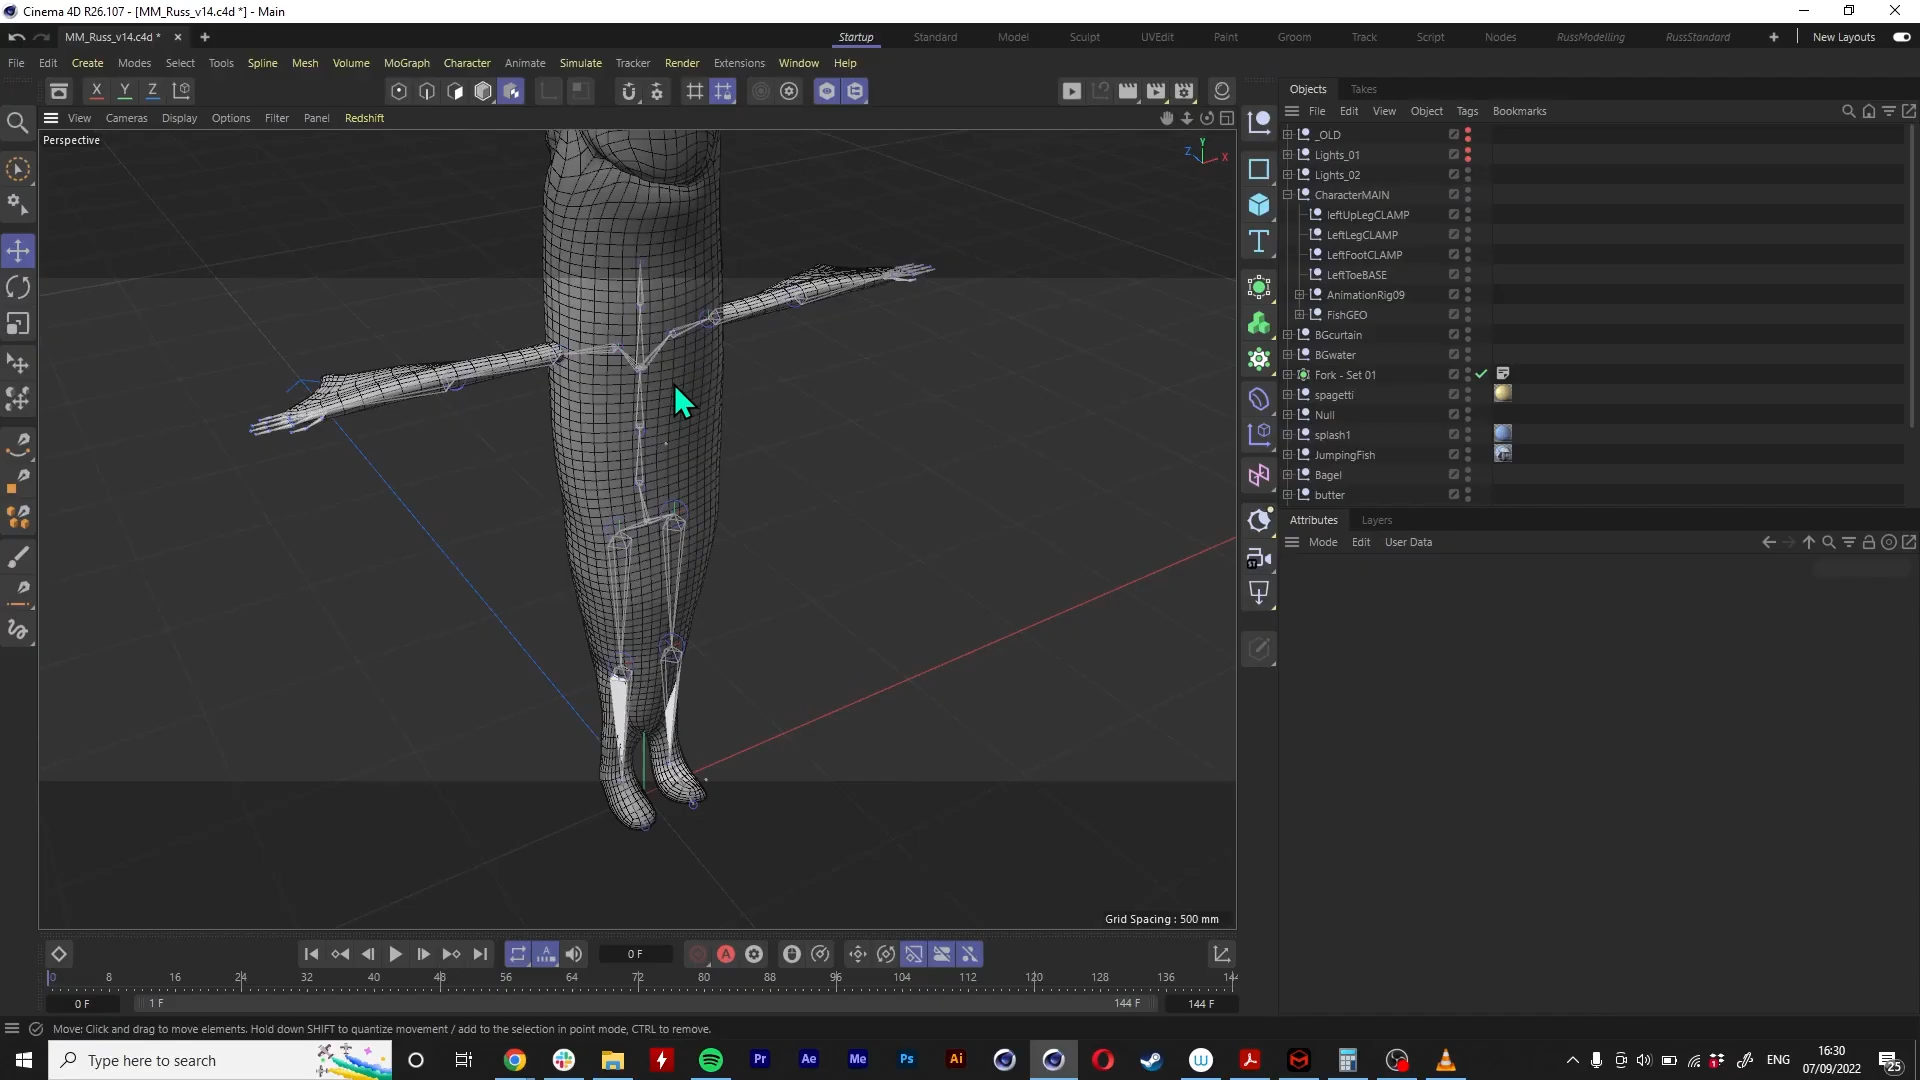 Cinema 4D R26.107 - [MM_Russ_v14.c4d *] - Main
MM_Russ_v14.c4d *
Startup Standard Model Sculpt UVEdit Paint Groom Track Script Nodes RussModelling RussStandard New Layouts
File Edit Create Modes Select Tools Spline Mesh Volume MoGraph Character Animate Simulate Tracker Render Extensions Window Help
X Y Z
View Cameras Display Options Filter Panel Redshift
Perspective
Y
Z X
Grid Spacing : 500 mm
Objects Takes
File Edit View Object Tags Bookmarks
_OLD
Lights_01
Lights_02
CharacterMAIN
leftUpLegCLAMP
LeftLegCLAMP
LeftFootCLAMP
LeftToeBASE
AnimationRig09
FishGEO
BGcurtain
BGwater
Fork - Set 01
spagetti
Null
splash1
JumpingFish
Bagel
butter
Attributes Layers
Mode Edit User Data
0 F
0 8 16 24 32 40 48 56 64 72 80 88 96 104 112 120 128 136 144
0 F 1 F 144 F 144 F
Move: Click and drag to move elements. Hold down SHIFT to quantize movement / add to the selection in point mode, CTRL to remove.
Type here to search
Pr Ae Me Ps Ai
ENG
16:30
07/09/2022
25